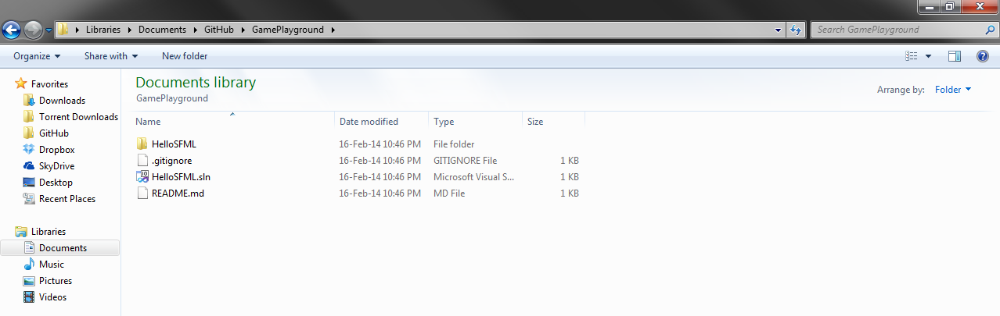 Libraries Documents GitHub GamePlayground Search GamePlayground
Organize Share with New folder
Favorites
Downloads
Torrent Downloads
GitHub
Dropbox
SkyDrive
Desktop
Recent Places
Libraries
Documents
Music
Pictures
Videos
Documents library
GamePlayground
Arrange by: Folder
Name Date modified Type Size
HelloSFML 16-Feb-14 10:46 PM File folder
.gitignore 16-Feb-14 10:46 PM GITIGNORE File 1 KB
HelloSFML.sln 16-Feb-14 10:46 PM Microsoft Visual S... 1 KB
README.md 16-Feb-14 10:46 PM MD File 1 KB